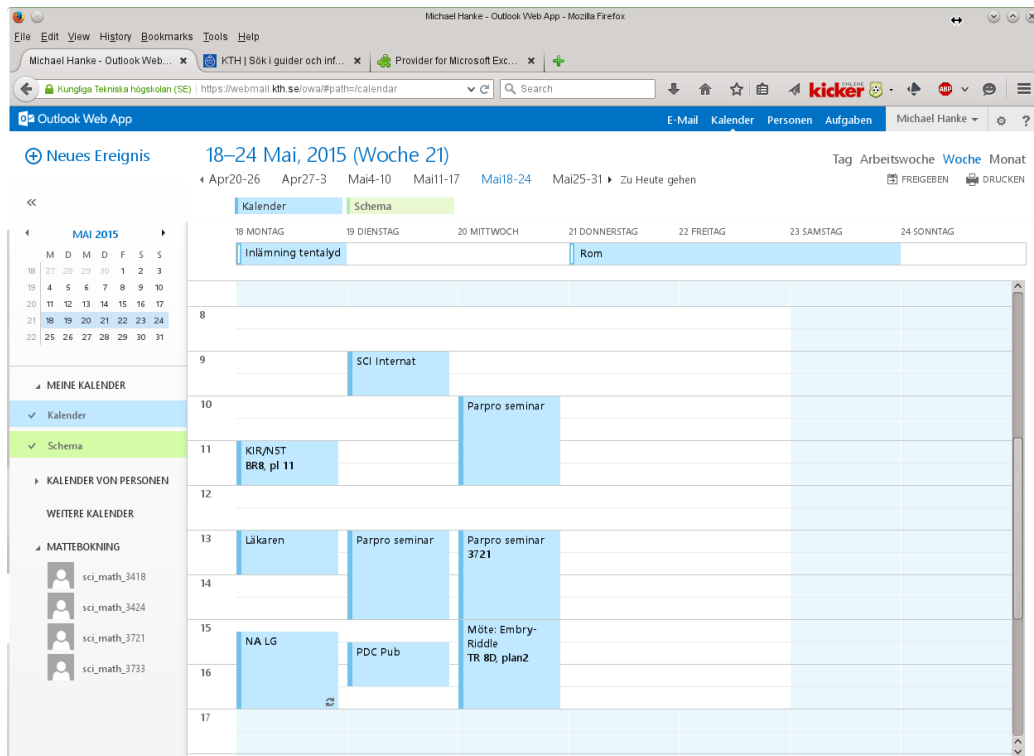 Michael Hanke - Outlook Web App - Mozilla Firefox
File Edit View History Bookmarks Tools Help
Michael Hanke - Outlook Web... KTH | Sök i guider och inf... Provider for Microsoft Exc...
Kungliga Tekniska högskolan (SE) https://webmail.kth.se/owa/#path=/calendar Search kicker ONLINE ABP
Outlook Web App E-Mail Kalender Personen Aufgaben Michael Hanke ?
Neues Ereignis
18–24 Mai, 2015 (Woche 21)
Tag Arbeitswoche Woche Monat
Apr20-26 Apr27-3 Mai4-10 Mai11-17 Mai18-24 Mai25-31 Zu Heute gehen
FREIGEBEN DRUCKEN
Kalender Schema
MAI 2015
M D M D F S S
18 27 28 29 30 1 2 3
19 4 5 6 7 8 9 10
20 11 12 13 14 15 16 17
21 18 19 20 21 22 23 24
22 25 26 27 28 29 30 31
MEINE KALENDER
Kalender
Schema
KALENDER VON PERSONEN
WEITERE KALENDER
MATTEBOKNING
sci_math_3418
sci_math_3424
sci_math_3721
sci_math_3733
18 MONTAG 19 DIENSTAG 20 MITTWOCH 21 DONNERSTAG 22 FREITAG 23 SAMSTAG 24 SONNTAG
Inlämning tentalyd Rom
8
9
SCI Internat
10
Parpro seminar
11
KIR/NST
BR8, pl 11
12
13
Läkaren
Parpro seminar
Parpro seminar
3721
14
15
Möte: Embry-
Riddle
TR 8D, plan2
NA LG
PDC Pub
16
17